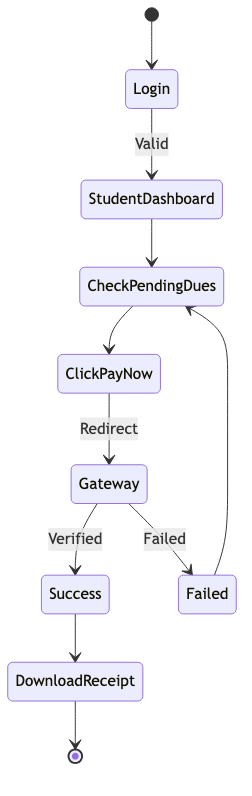 Login
Valid
StudentDashboard
CheckPendingDues
ClickPayNow
Redirect
Gateway
Verified
Failed
Success
Failed
DownloadReceipt